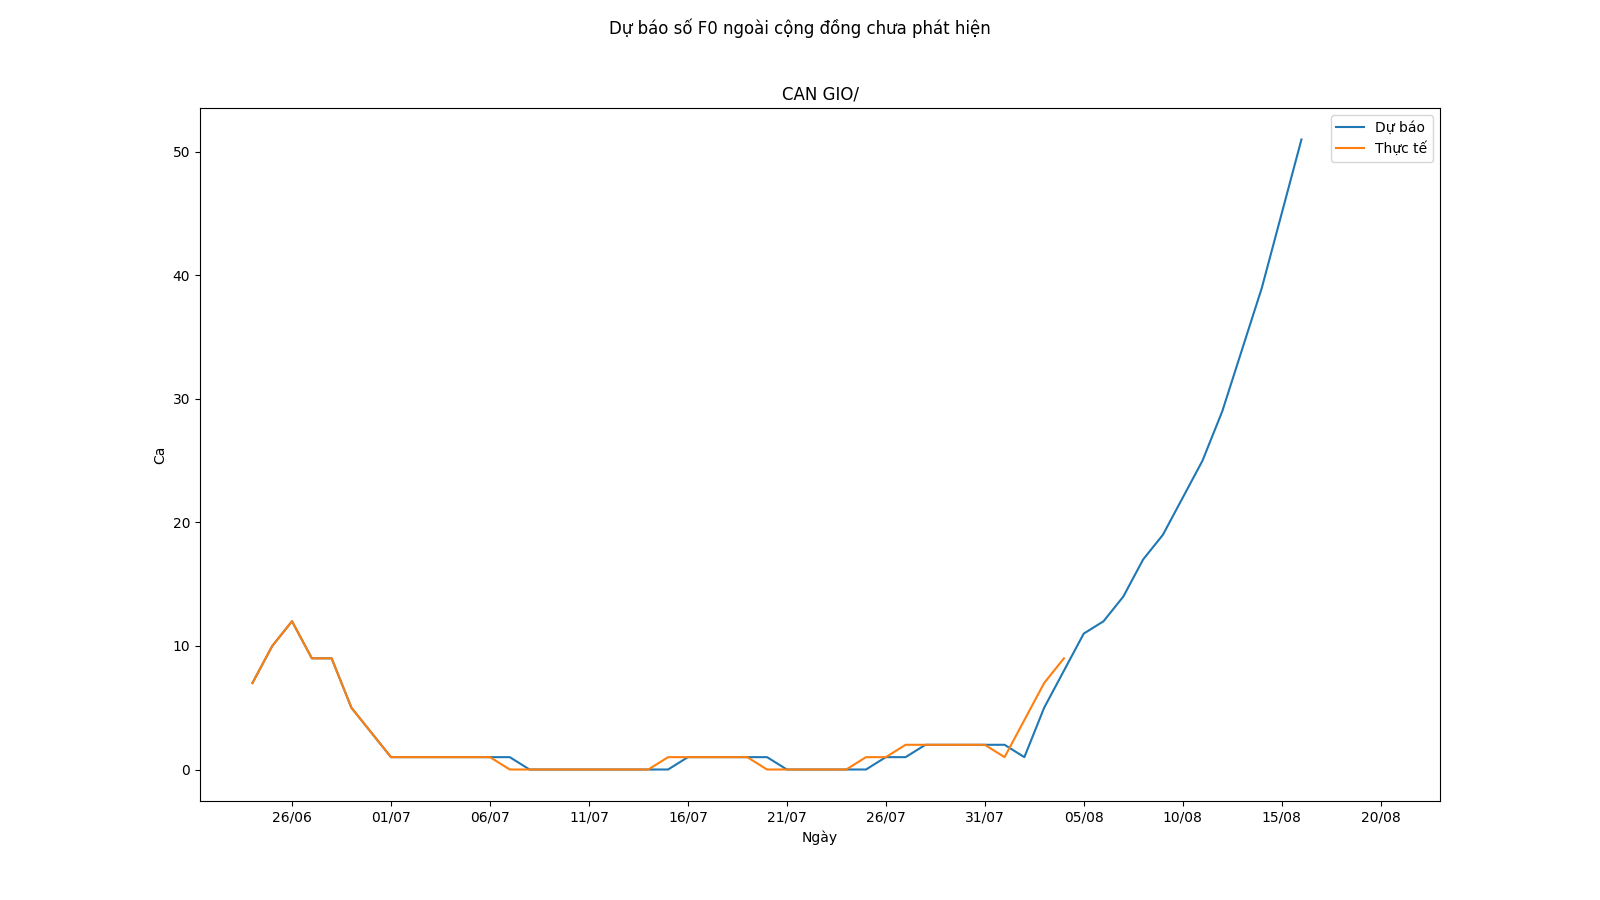 Dự báo số F0 ngoài cộng đồng chưa phát hiện
CAN GIO/
Dự báo
Thực tế
50
40
30
20
10
0
Ca
26/06 01/07 06/07 11/07 16/07 21/07 26/07 31/07 05/08 10/08 15/08 20/08
Ngày